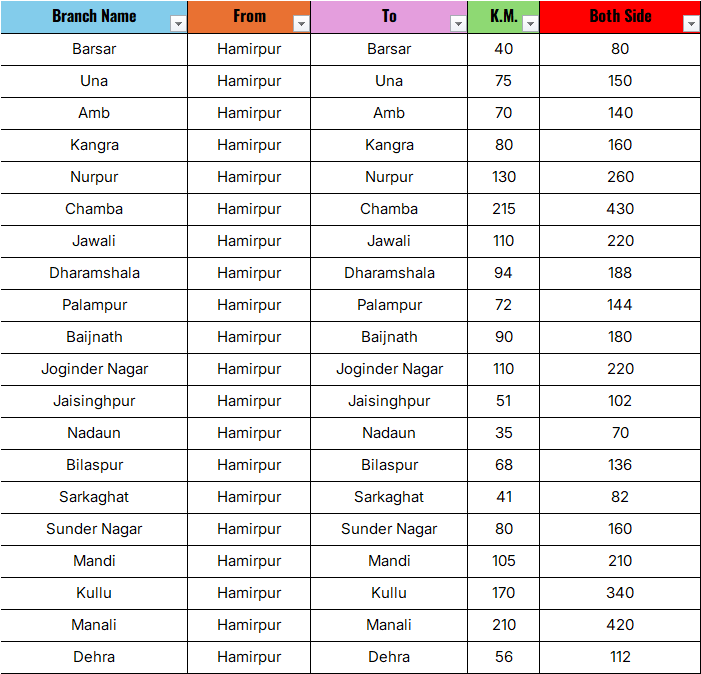 Branch Name From To K.M. Both Side
Barsar Hamirpur Barsar 40 80
Una Hamirpur Una 75 150
Amb Hamirpur Amb 70 140
Kangra Hamirpur Kangra 80 160
Nurpur Hamirpur Nurpur 130 260
Chamba Hamirpur Chamba 215 430
Jawali Hamirpur Jawali 110 220
Dharamshala Hamirpur Dharamshala 94 188
Palampur Hamirpur Palampur 72 144
Baijnath Hamirpur Baijnath 90 180
Joginder Nagar Hamirpur Joginder Nagar 110 220
Jaisinghpur Hamirpur Jaisinghpur 51 102
Nadaun Hamirpur Nadaun 35 70
Bilaspur Hamirpur Bilaspur 68 136
Sarkaghat Hamirpur Sarkaghat 41 82
Sunder Nagar Hamirpur Sunder Nagar 80 160
Mandi Hamirpur Mandi 105 210
Kullu Hamirpur Kullu 170 340
Manali Hamirpur Manali 210 420
Dehra Hamirpur Dehra 56 112